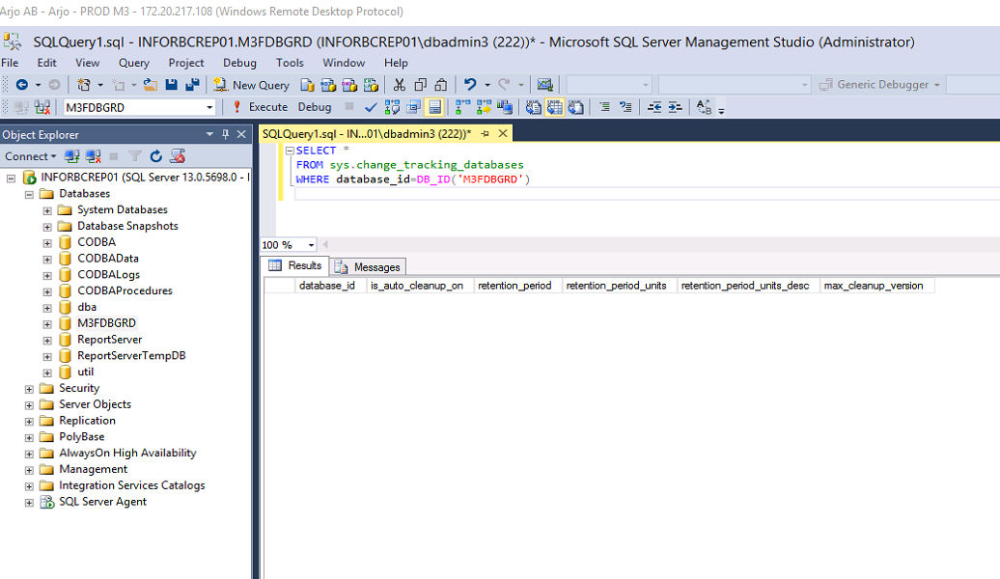 Arjo AB - Arjo - PROD M3 - 172.20.217.108 (Windows Remote Desktop Protocol)
SQLQuery1.sql - INFORBCREP01.M3FDBGRD (INFORBCREP01\dbadmin3 (222))* - Microsoft SQL Server Management Studio (Administrator)
File Edit View Query Project Debug Tools Window Help
New Query Generic Debugger
M3FDBGRD Execute Debug
Object Explorer
Connect
INFORBCREP01 (SQL Server 13.0.5698.0 - I
Databases
System Databases
Database Snapshots
CODBA
CODBAData
CODBALogs
CODBAProcedures
dba
M3FDBGRD
ReportServer
ReportServerTempDB
util
Security
Server Objects
Replication
PolyBase
AlwaysOn High Availability
Management
Integration Services Catalogs
SQL Server Agent
SQLQuery1.sql - IN...01\dbadmin3 (222))*
SELECT *
FROM sys.change_tracking_databases
WHERE database_id=DB_ID('M3FDBGRD')
100 %
Results Messages
database_id is_auto_cleanup_on retention_period retention_period_units retention_period_units_desc max_cleanup_version